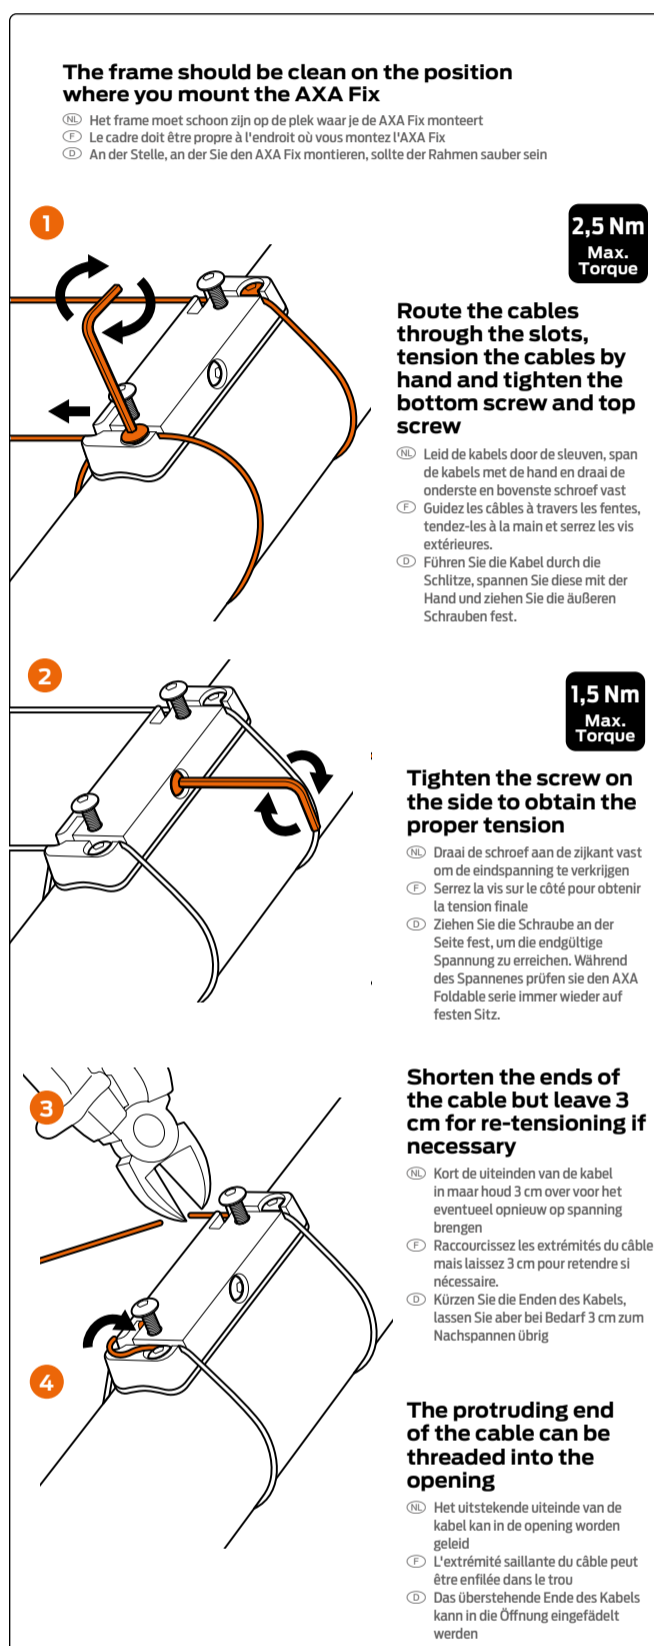 The frame should be clean on the position
where you mount the AXA Fix
NL Het frame moet schoon zijn op de plek waar je de AXA Fix monteert
F Le cadre doit être propre à l'endroit où vous montez l'AXA Fix
D An der Stelle, an der Sie den AXA Fix montieren, sollte der Rahmen sauber sein
1
2,5 Nm
Max.
Torque
Route the cables
through the slots,
tension the cables by
hand and tighten the
bottom screw and top
screw
NL Leid de kabels door de sleuven, span
de kabels met de hand en draai de
onderste en bovenste schroef vast
F Guidez les câbles à travers les fentes,
tendez-les à la main et serrez les vis
extérieures.
D Führen Sie die Kabel durch die
Schlitze, spannen Sie diese mit der
Hand und ziehen Sie die äußeren
Schrauben fest.
2
1,5 Nm
Max.
Torque
Tighten the screw on
the side to obtain the
proper tension
NL Draai de schroef aan de zijkant vast
om de eindspanning te verkrijgen
F Serrez la vis sur le côté pour obtenir
la tension finale
D Ziehen Sie die Schraube an der
Seite fest, um die endgültige
Spannung zu erreichen. Während
des Spannenes prüfen sie den AXA
Foldable serie immer wieder auf
festen Sitz.
3
Shorten the ends of
the cable but leave 3
cm for re-tensioning if
necessary
NL Kort de uiteinden van de kabel
in maar houd 3 cm over voor het
eventueel opnieuw op spanning
brengen
F Raccourcissez les extrémités du câble
mais laissez 3 cm pour retendre si
nécessaire.
D Kürzen Sie die Enden des Kabels,
lassen Sie aber bei Bedarf 3 cm zum
Nachspannen übrig
4
The protruding end
of the cable can be
threaded into the
opening
NL Het uitstekende uiteinde van de
kabel kan in de opening worden
geleid
F L'extrémité saillante du câble peut
être enfilée dans le trou
D Das überstehende Ende des Kabels
kann in die Öffnung eingefädelt
werden